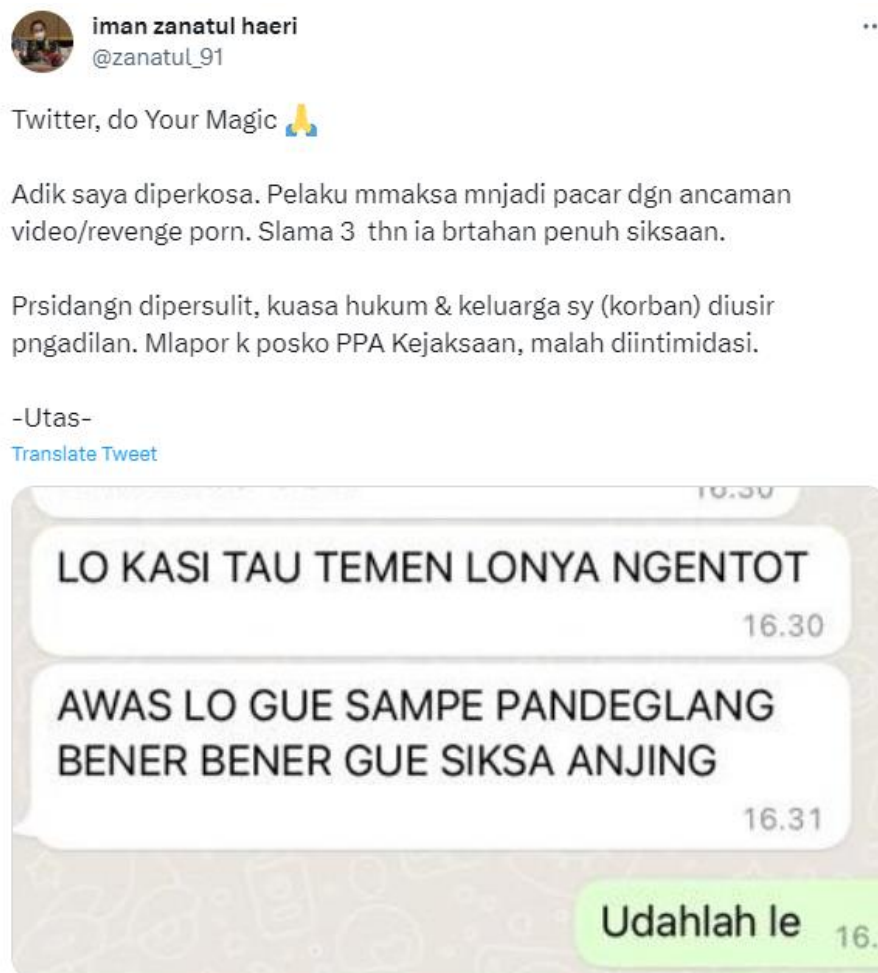 iman zanatul haeri
@zanatul_91
Twitter, do Your Magic 🙏
Adik saya diperkosa. Pelaku mmaksa mnjadi pacar dgn ancaman
video/revenge porn. Slama 3 thn ia brtahan penuh siksaan.
Prsidangn dipersulit, kuasa hukum & keluarga sy (korban) diusir
pngadilan. Mlapor k posko PPA Kejaksaan, malah diintimidasi.
-Utas-
Translate Tweet
16.30
LO KASI TAU TEMEN LONYA NGENTOT
16.30
AWAS LO GUE SAMPE PANDEGLANG
BENER BENER GUE SIKSA ANJING
16.31
Udahlah le
16.